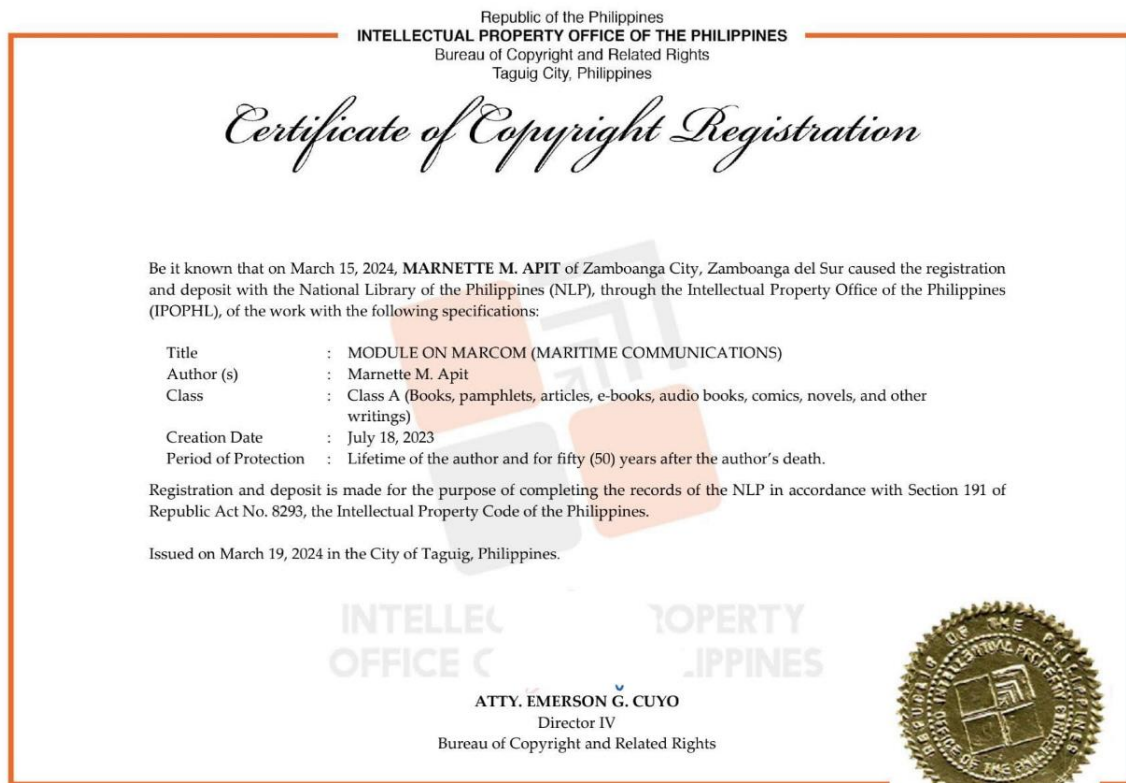 Republic of the Philippines
INTELLECTUAL PROPERTY OFFICE OF THE PHILIPPINES
Bureau of Copyright and Related Rights
Taguig City, Philippines
Certificate of Copyright Registration
Be it known that on March 15, 2024, MARNETTE M. APIT of Zamboanga City, Zamboanga del Sur caused the registration
and deposit with the National Library of the Philippines (NLP), through the Intellectual Property Office of the Philippines
(IPOPHL), of the work with the following specifications:
Title : MODULE ON MARCOM (MARITIME COMMUNICATIONS)
Author (s) : Marnette M. Apit
Class : Class A (Books, pamphlets, articles, e-books, audio books, comics, novels, and other
writings)
Creation Date : July 18, 2023
Period of Protection : Lifetime of the author and for fifty (50) years after the author's death.
Registration and deposit is made for the purpose of completing the records of the NLP in accordance with Section 191 of
Republic Act No. 8293, the Intellectual Property Code of the Philippines.
Issued on March 19, 2024 in the City of Taguig, Philippines.
INTELLEC ROPERTY
OFFICE IPPINES
ATTY. EMERSON G. CUYO
Director IV
Bureau of Copyright and Related Rights
REPUBLIC OF THE PHILIPPINES